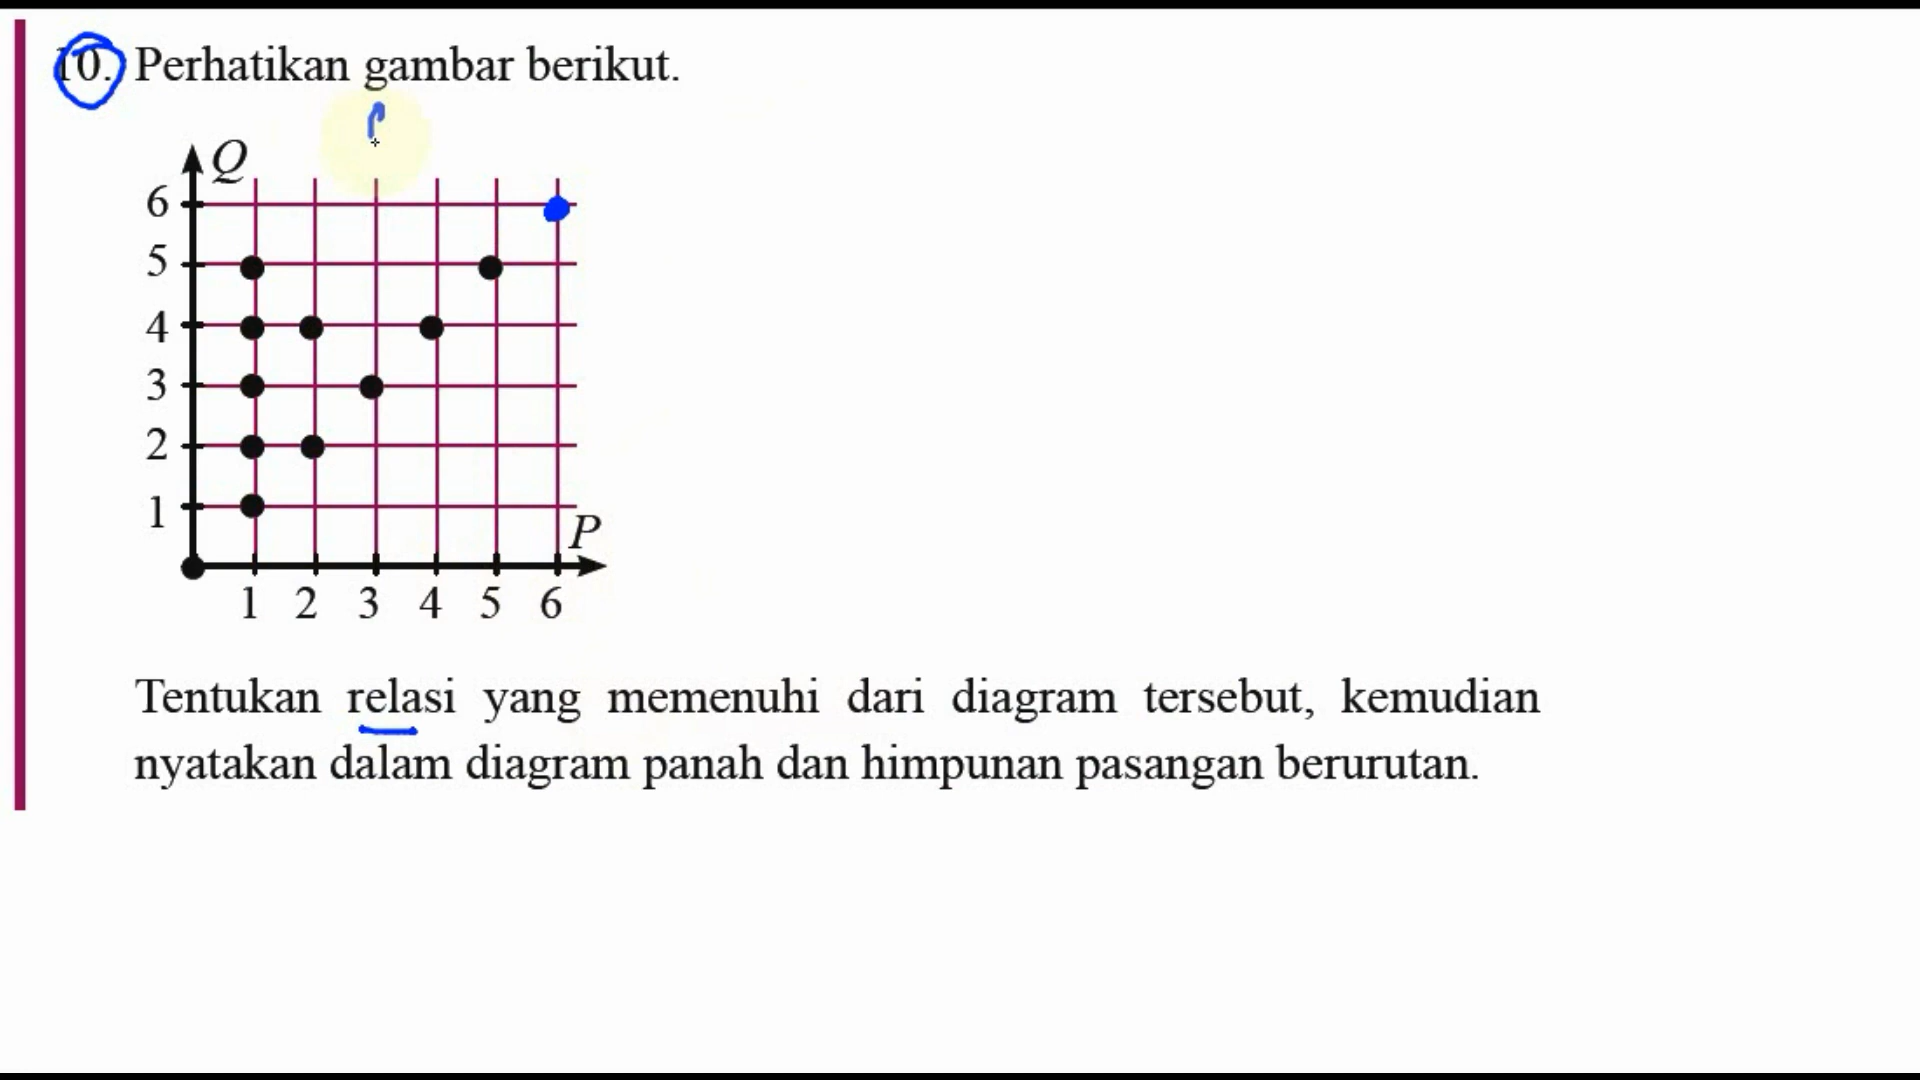 10. Perhatikan gambar berikut.
Q
6
5
4
3
2
1
P
1 2 3 4 5 6
Tentukan relasi yang memenuhi dari diagram tersebut, kemudian
nyatakan dalam diagram panah dan himpunan pasangan berurutan.